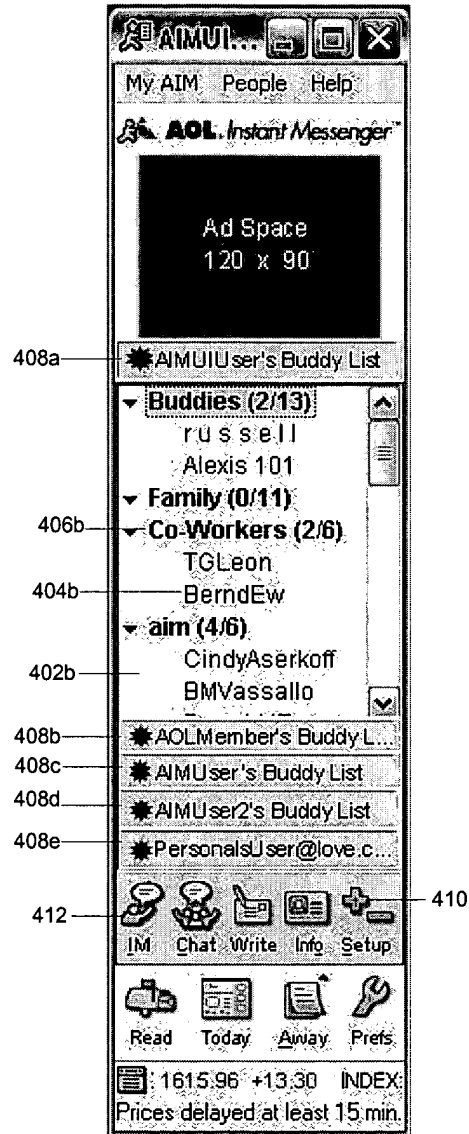 AIMUI...
My AIM People Help
AOL Instant Messenger™
Ad Space
120 x 90
408a AIMUIUser's Buddy List
Buddies (2/13)
r u s s e l l
Alexis 101
Family (0/11)
406b Co-Workers (2/6)
TGLeon
404b BerndEw
aim (4/6)
CindyAserkoff
402b
BMVassallo
408b AOLMember's Buddy L...
408c AIMUser's Buddy List
408d AIMUser2's Buddy List
408e PersonalsUser@love.c...
412 410
IM Chat Write Info Setup
Read Today Away Prefs
1615.96 +13.30 INDEX
Prices delayed at least 15 min.